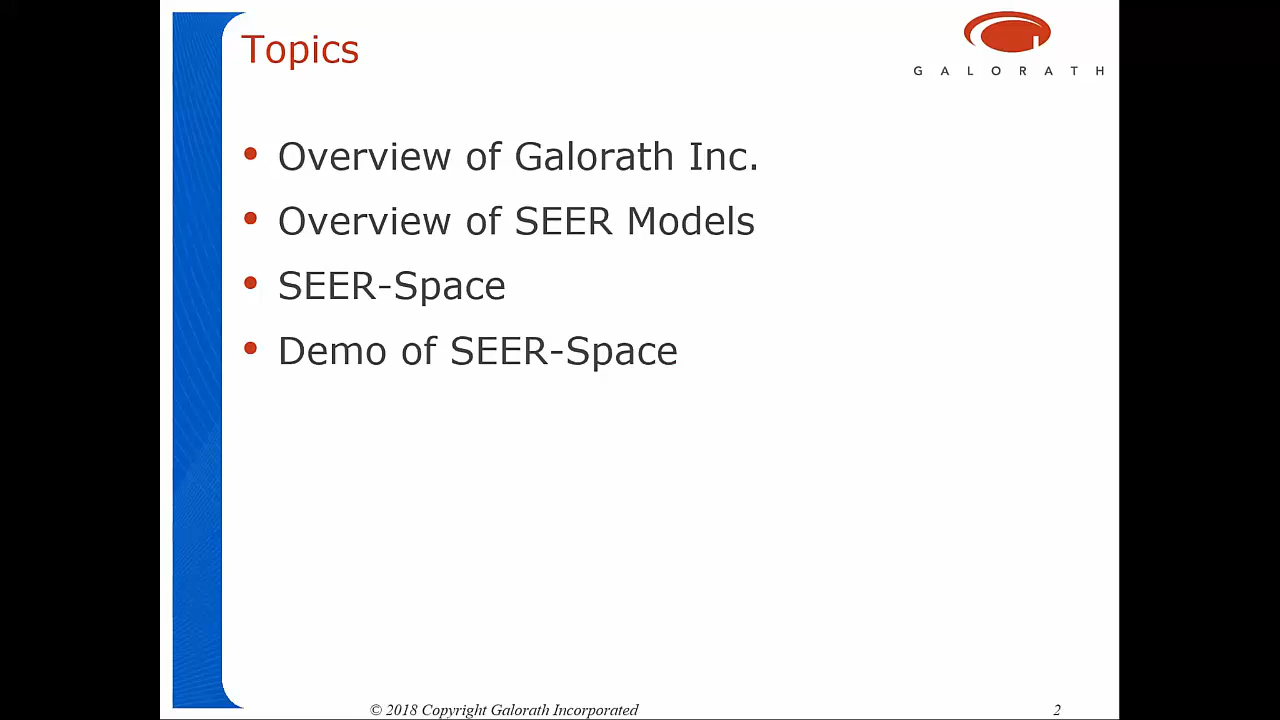 Topics
GALORATH
• Overview of Galorath Inc.
• Overview of SEER Models
• SEER-Space
• Demo of SEER-Space
© 2018 Copyright Galorath Incorporated
2